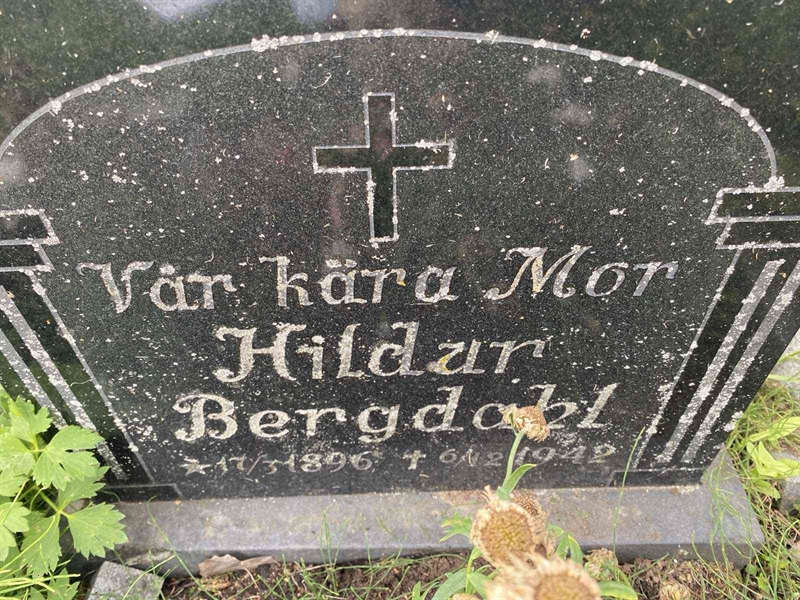 Vår kära Mor
Hildur
Bergdahl
* 17/3 1896 † 6/12 1942